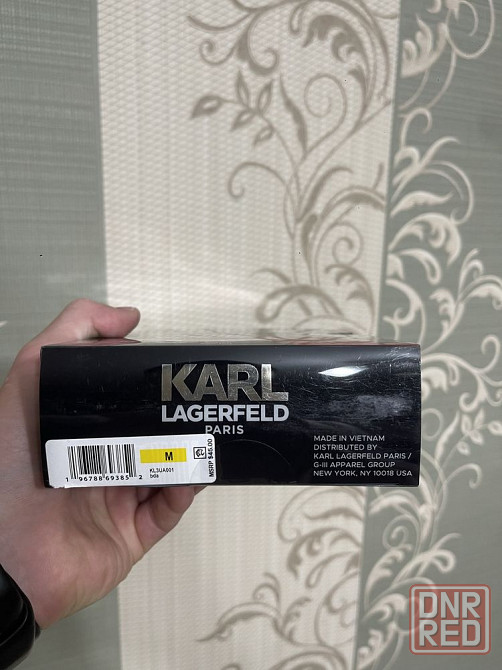 KARL
LAGERFELD
PARIS
MADE IN VIETNAM
DISTRIBUTED BY
KARL LAGERFELD PARIS /
G-III APPAREL GROUP
NEW YORK, NY 10018 USA
M
KL3UA001
MSRP $46.00
1 96788 69385 2
DNR
RED